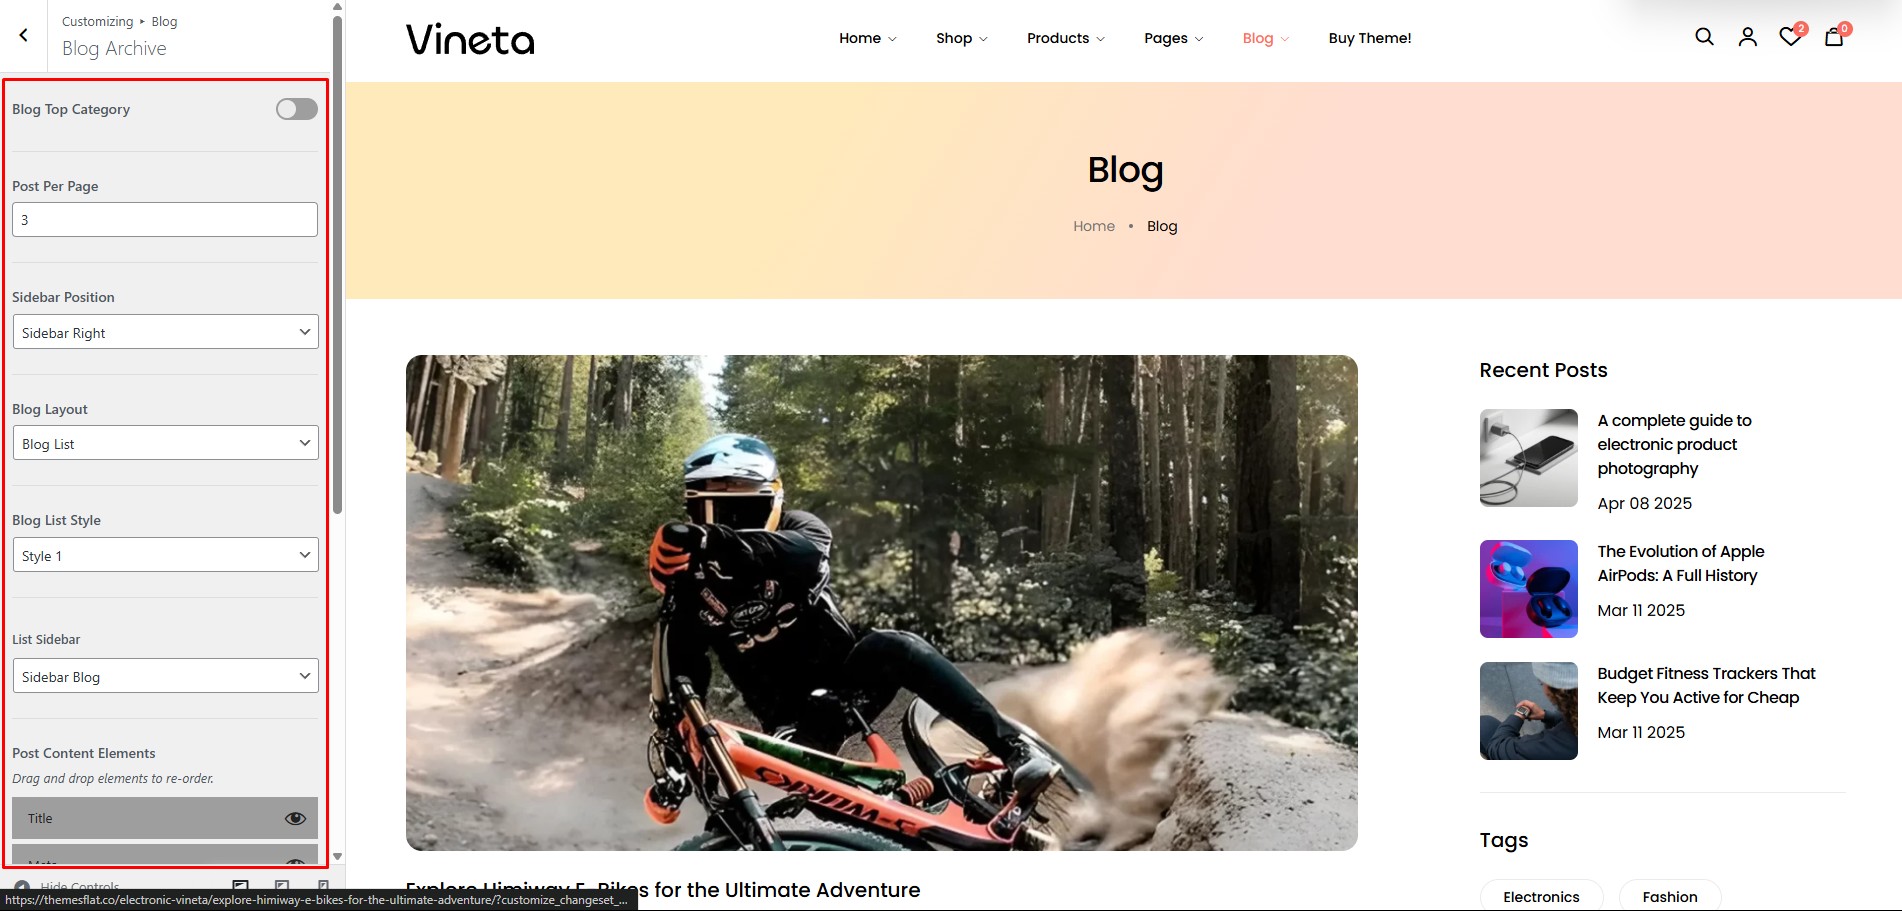 Customizing ▸ Blog
Blog Archive
Blog Top Category
Post Per Page
3
Sidebar Position
Sidebar Right
Blog Layout
Blog List
Blog List Style
Style 1
List Sidebar
Sidebar Blog
Post Content Elements
Drag and drop elements to re-order.
Title
Meta
Hide Controls
https://themesflat.co/electronic-vineta/explore-himiway-e-bikes-for-the-ultimate-adventure/?customize_changeset_...
Vineta
Home
Shop
Products
Pages
Blog
Buy Theme!
2
0
Blog
Home • Blog
Explore Himiway E-Bikes for the Ultimate Adventure
Recent Posts
A complete guide to
electronic product
photography
Apr 08 2025
The Evolution of Apple
AirPods: A Full History
Mar 11 2025
Budget Fitness Trackers That
Keep You Active for Cheap
Mar 11 2025
Tags
Electronics
Fashion